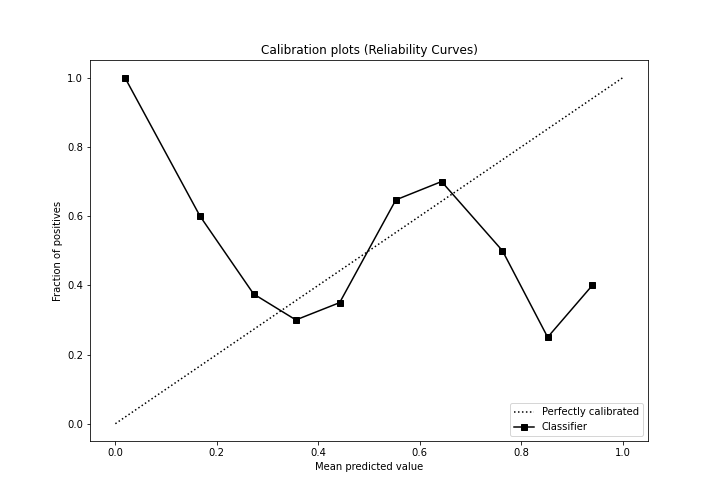 Calibration plots (Reliability Curves)
Fraction of positives
1.0
0.8
0.6
0.4
0.2
0.0
0.0 0.2 0.4 0.6 0.8 1.0
Mean predicted value
Perfectly calibrated
Classifier